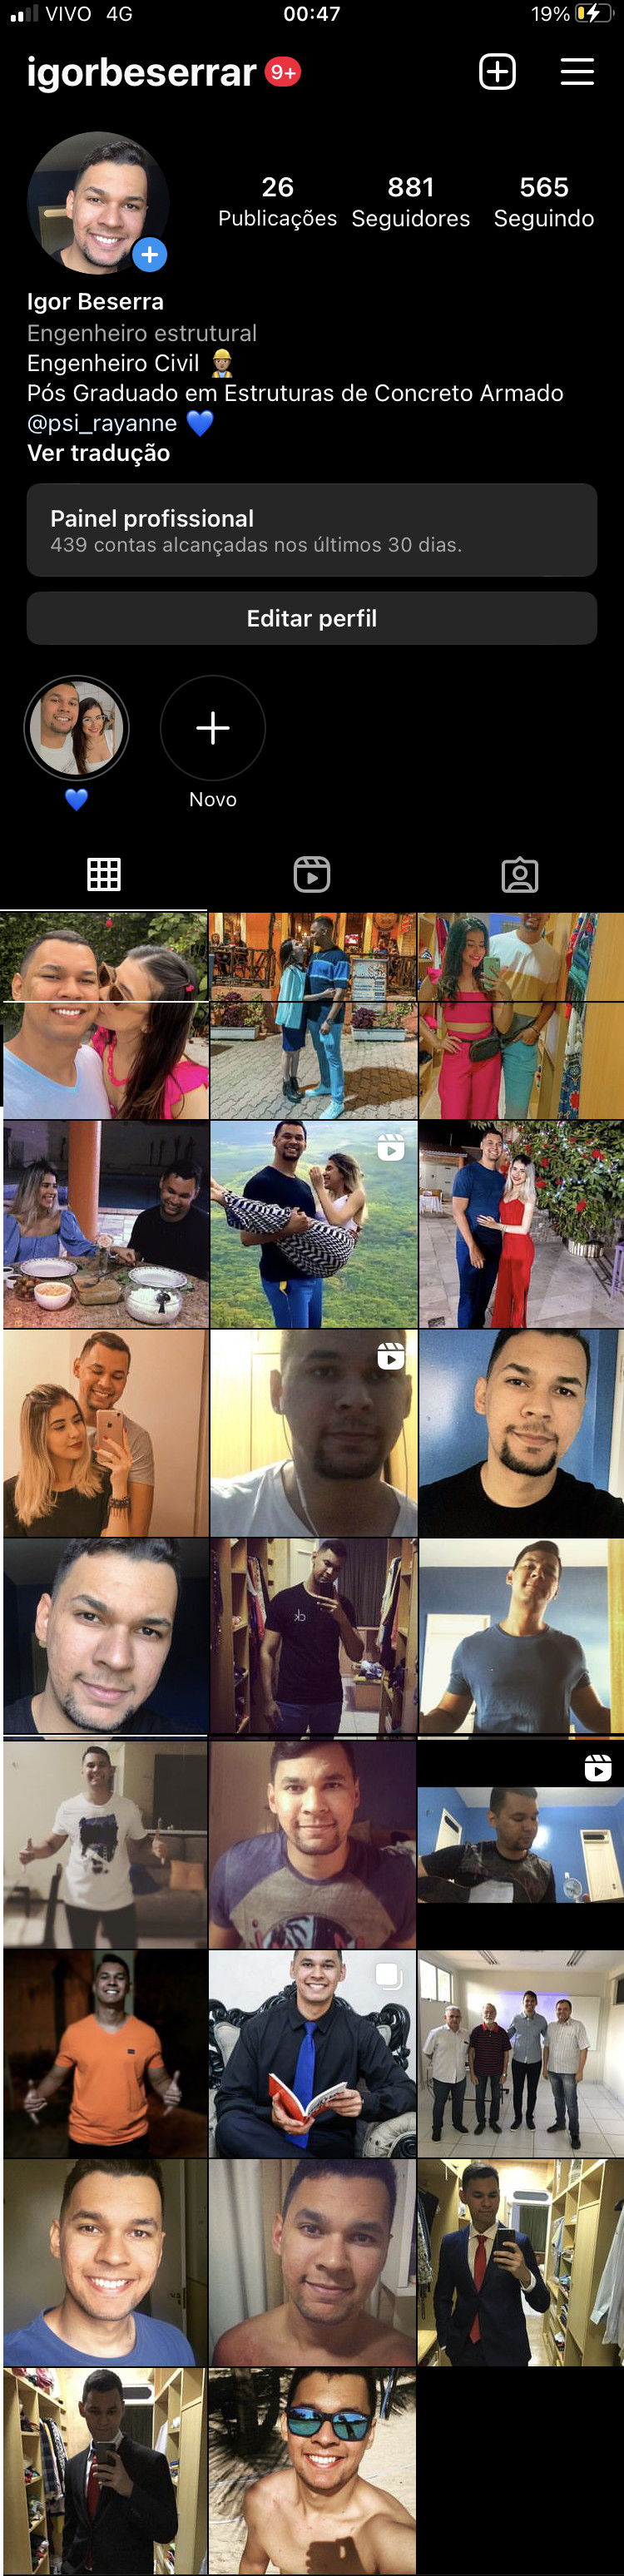 VIVO 4G 00:47 19%
igorbeserrar 9+
26 881 565
Publicações Seguidores Seguindo
Igor Beserra
Engenheiro estrutural
Engenheiro Civil 👷🏽
Pós Graduado em Estruturas de Concreto Armado
@psi_rayanne 💙
Ver tradução
Painel profissional
439 contas alcançadas nos últimos 30 dias.
Editar perfil
💙 Novo